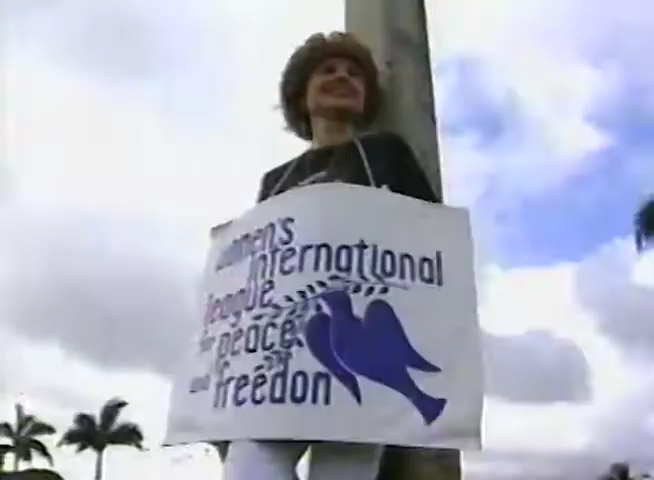 women's
international
league
for peace
and freedom